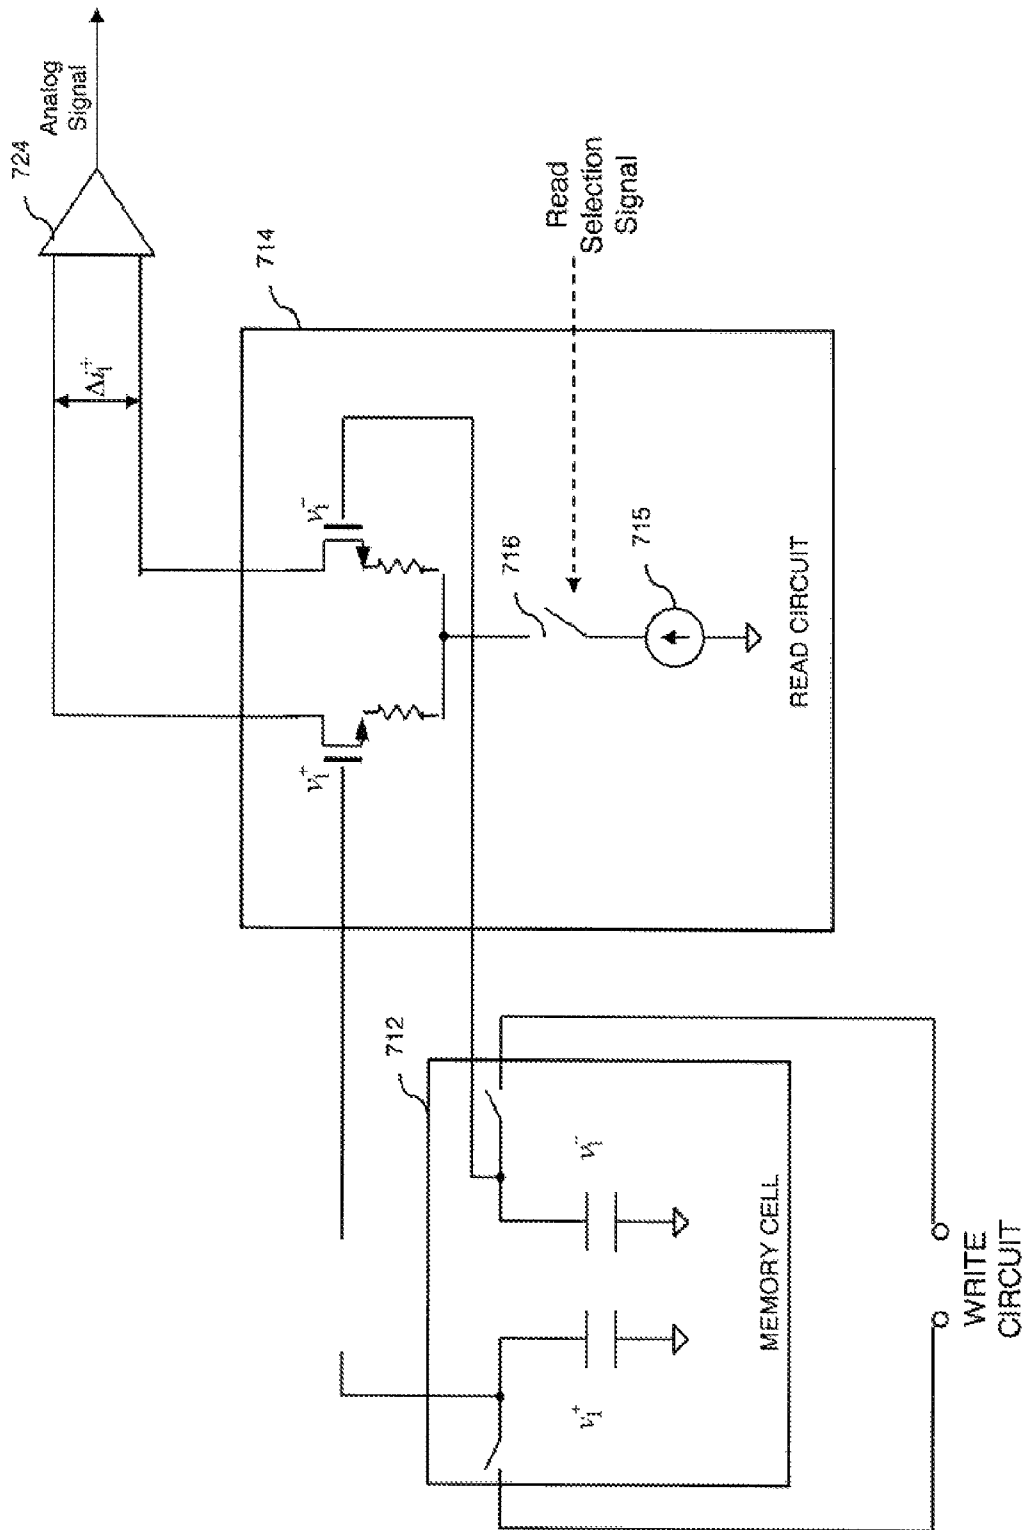 724
Analog
Signal
Δi₁±
714
v₁⁺
v₁⁻
Read
Selection
Signal
716
715
READ CIRCUIT
712
v₁⁺
v₁⁻
MEMORY CELL
WRITE
CIRCUIT